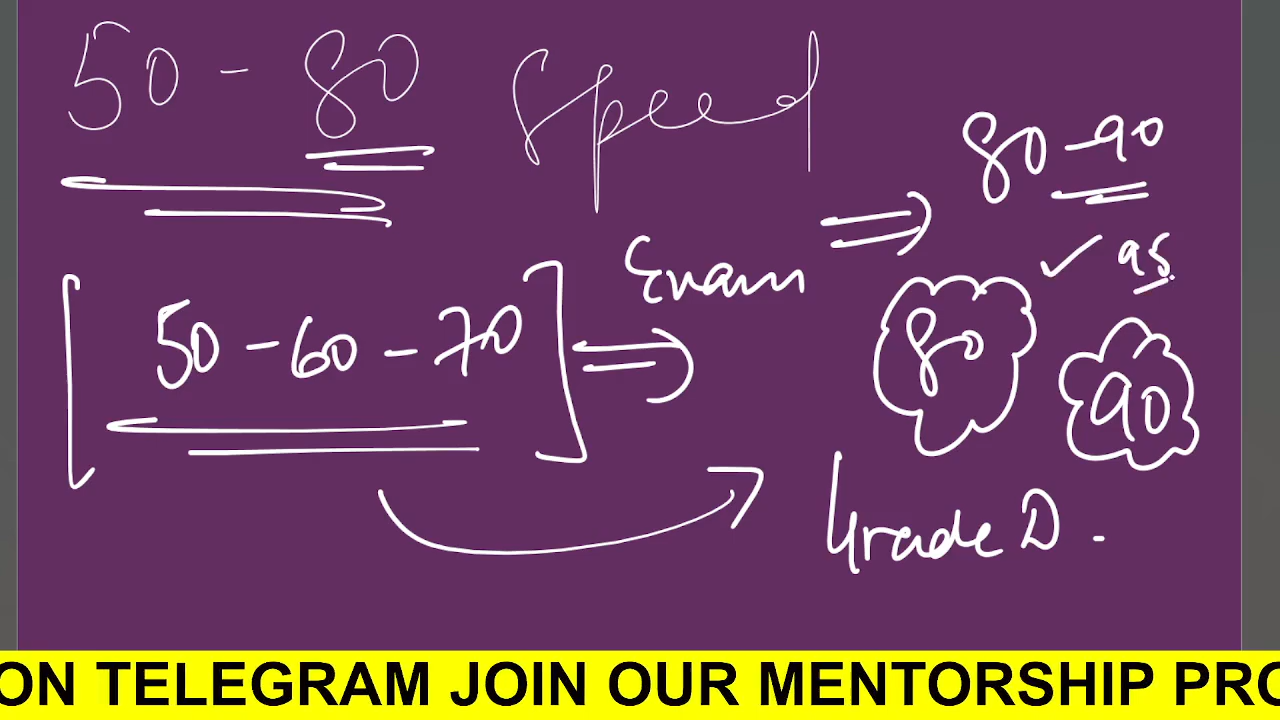 50 - 80 Speed
80 - 90
Exam
✓ 95
50 - 60 - 70
80
90
Grade D .
ON TELEGRAM JOIN OUR MENTORSHIP PRO